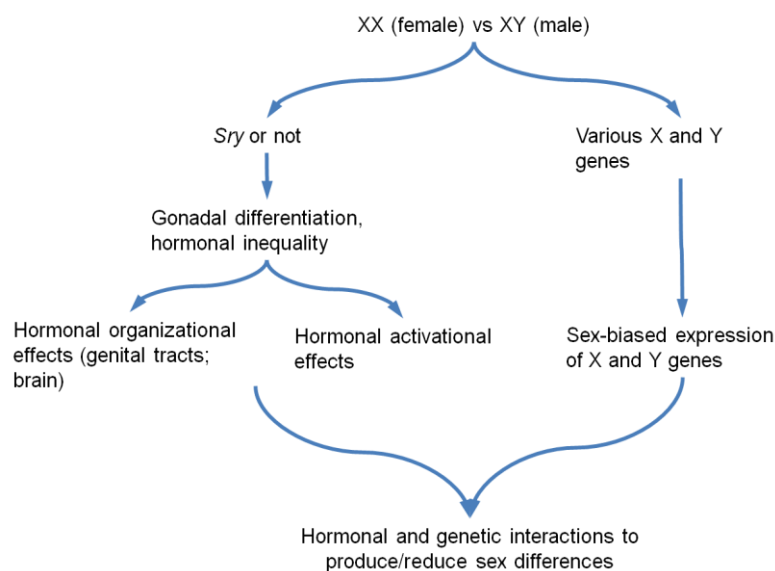 XX (female) vs XY (male)
Sry or not
Various X and Y
genes
Gonadal differentiation,
hormonal inequality
Hormonal organizational
effects (genital tracts;
brain)
Hormonal activational
effects
Sex-biased expression
of X and Y genes
Hormonal and genetic interactions to
produce/reduce sex differences